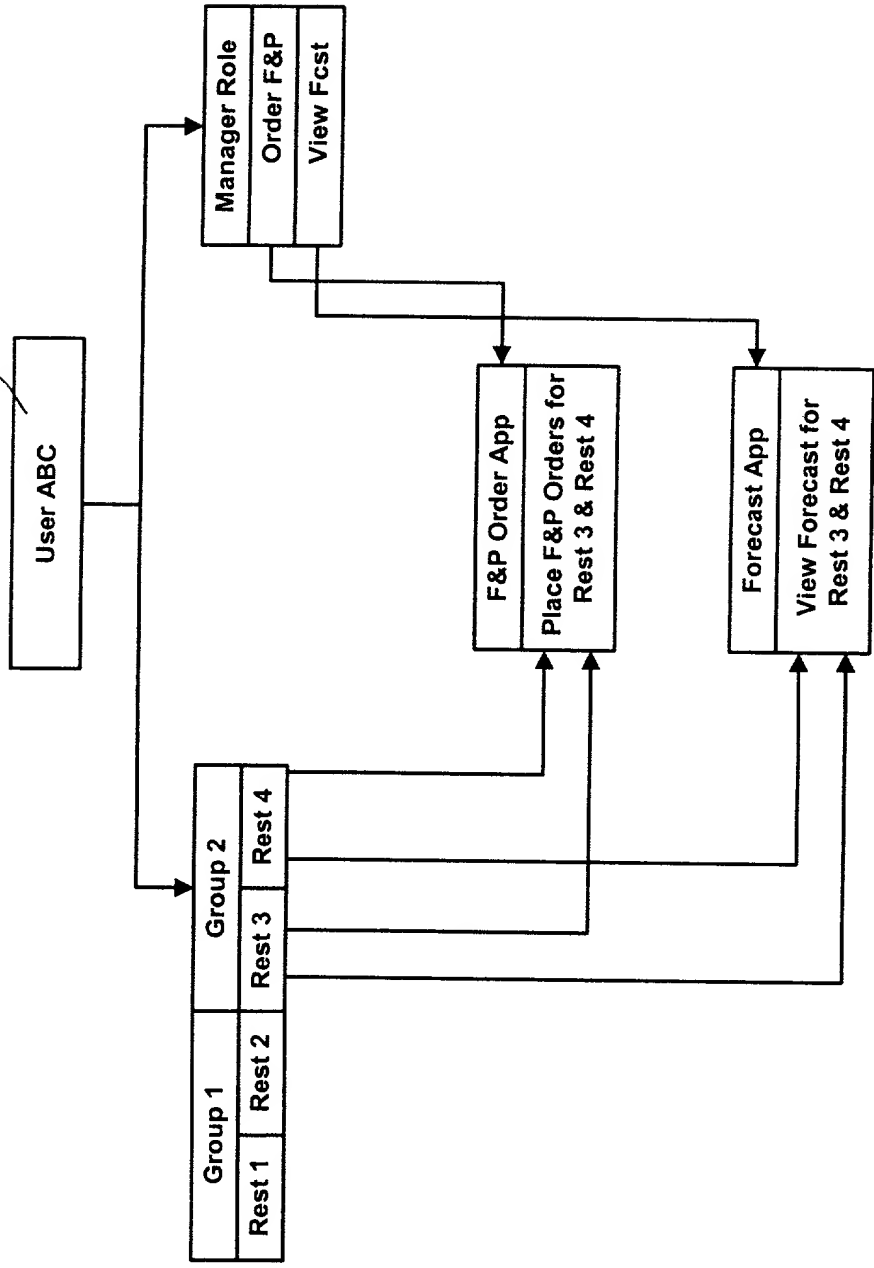 User ABC
Group 1
Group 2
Rest 1
Rest 2
Rest 3
Rest 4
Manager Role
Order F&P
View Fcst
F&P Order App
Place F&P Orders for
Rest 3 & Rest 4
Forecast App
View Forecast for
Rest 3 & Rest 4